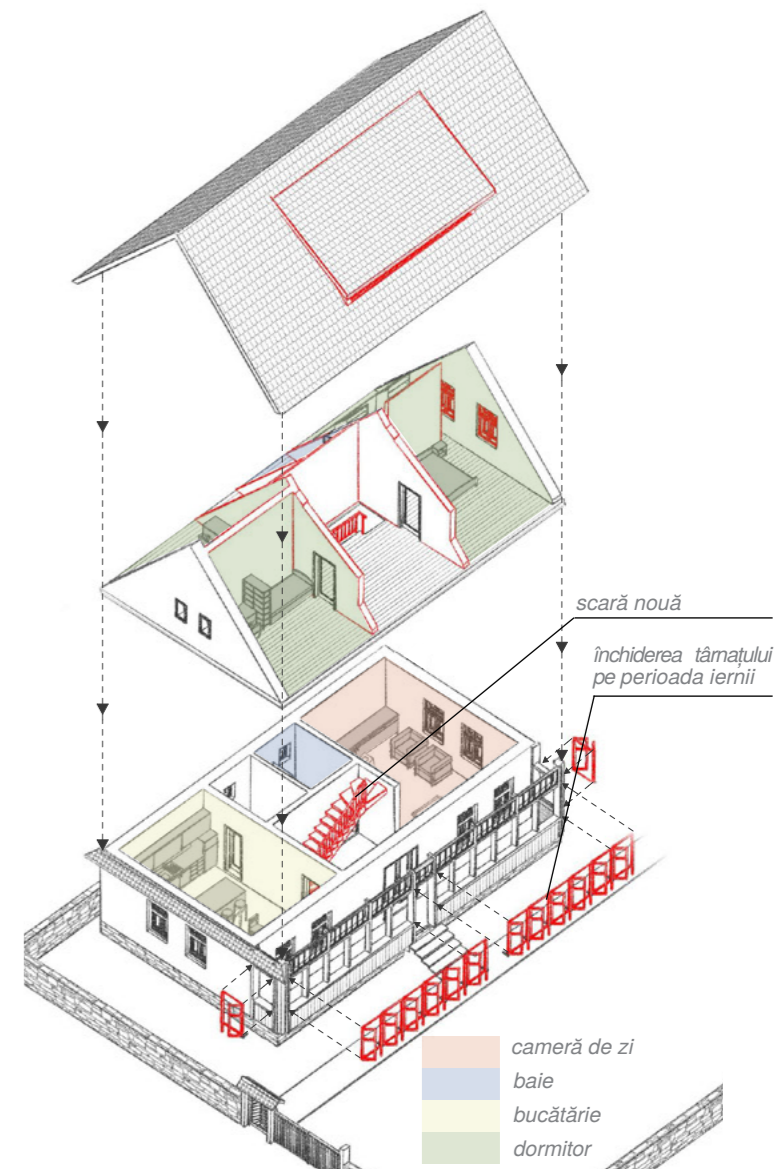 scară nouă
închiderea târnațului
pe perioada iernii
cameră de zi
baie
bucătărie
dormitor